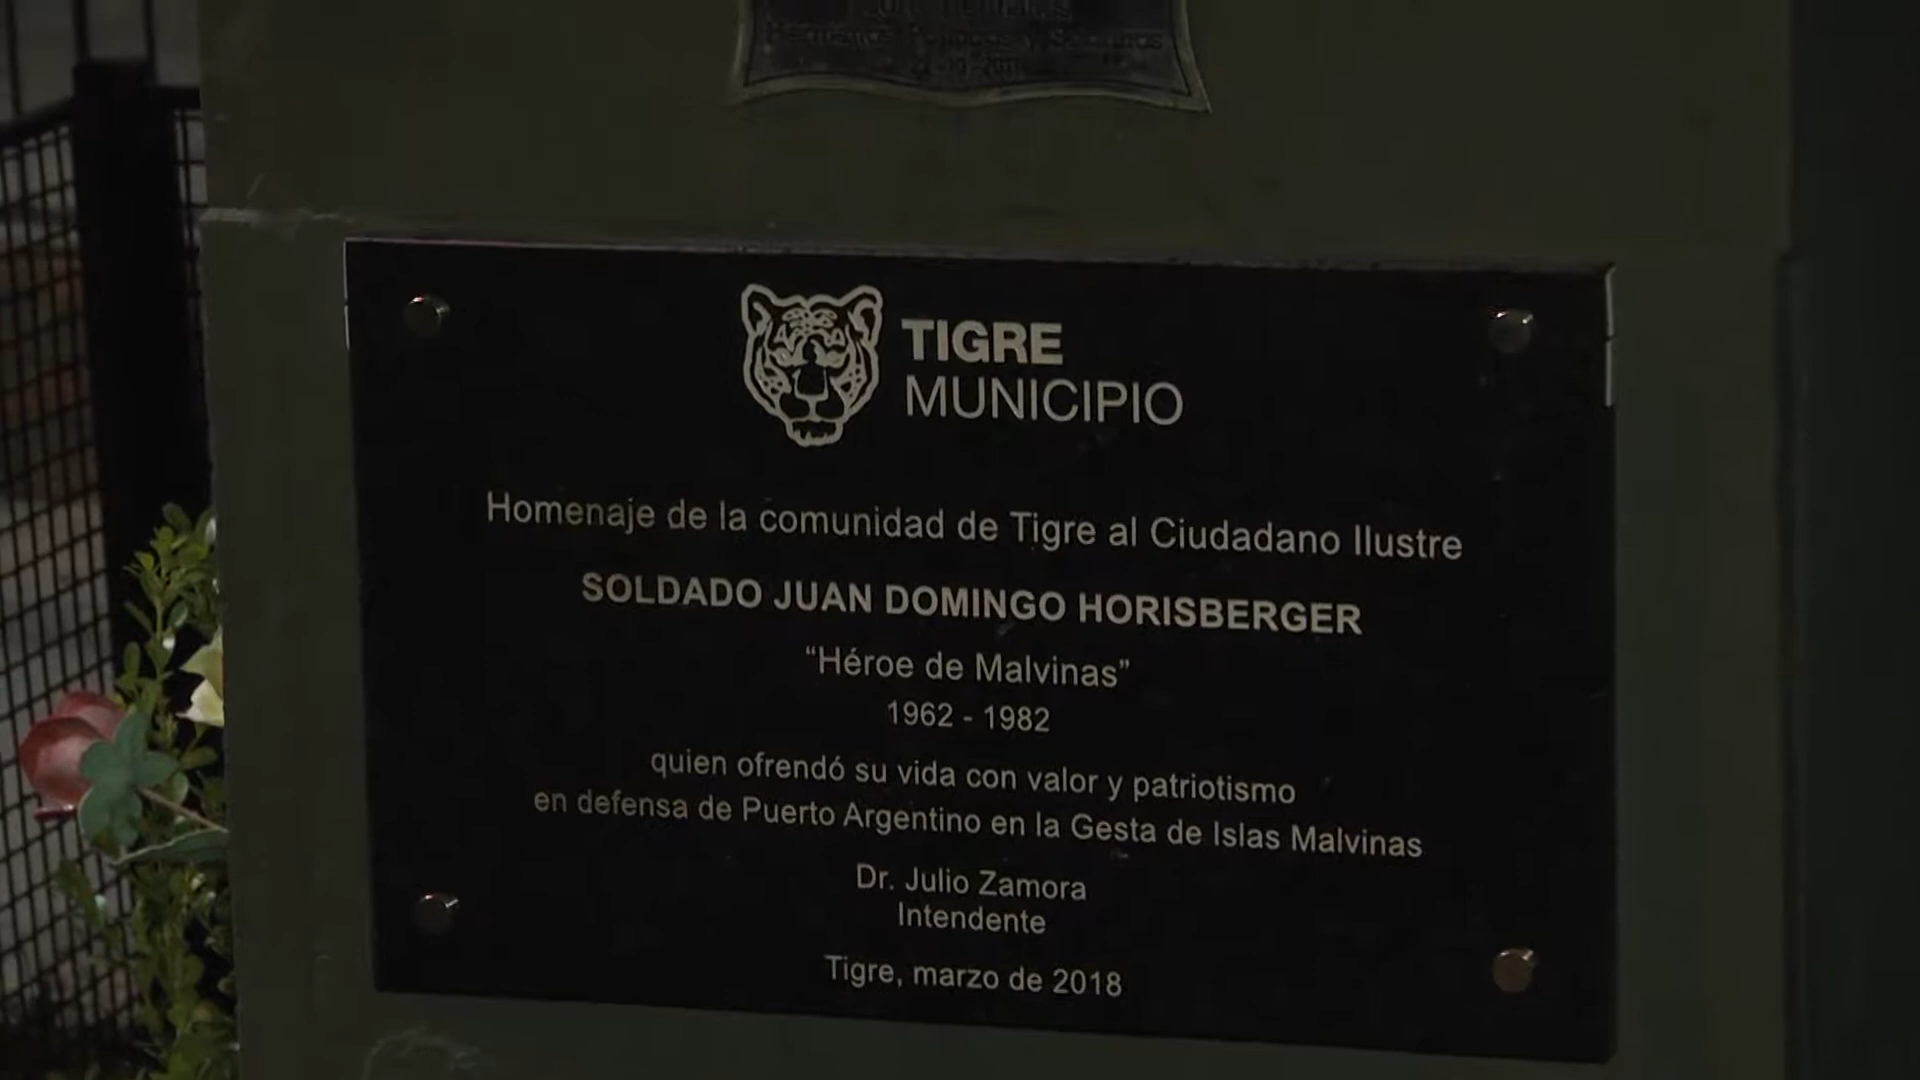 Hermanos
TIGRE
MUNICIPIO
Homenaje de la comunidad de Tigre al Ciudadano Ilustre
SOLDADO JUAN DOMINGO HORISBERGER
“Héroe de Malvinas”
1962 - 1982
quien ofrendó su vida con valor y patriotismo
en defensa de Puerto Argentino en la Gesta de Islas Malvinas
Dr. Julio Zamora
Intendente
Tigre, marzo de 2018